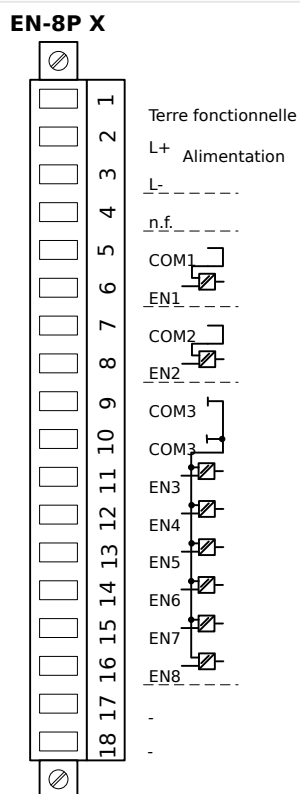 EN-8P X
1
Terre fonctionnelle
2
L+ Alimentation
3
L-
4
n.f.
5
COM1
6
EN1
7
COM2
8
EN2
9
COM3
10
COM3
11
EN3
12
EN4
13
EN5
14
EN6
15
EN7
16
EN8
17
-
18
-